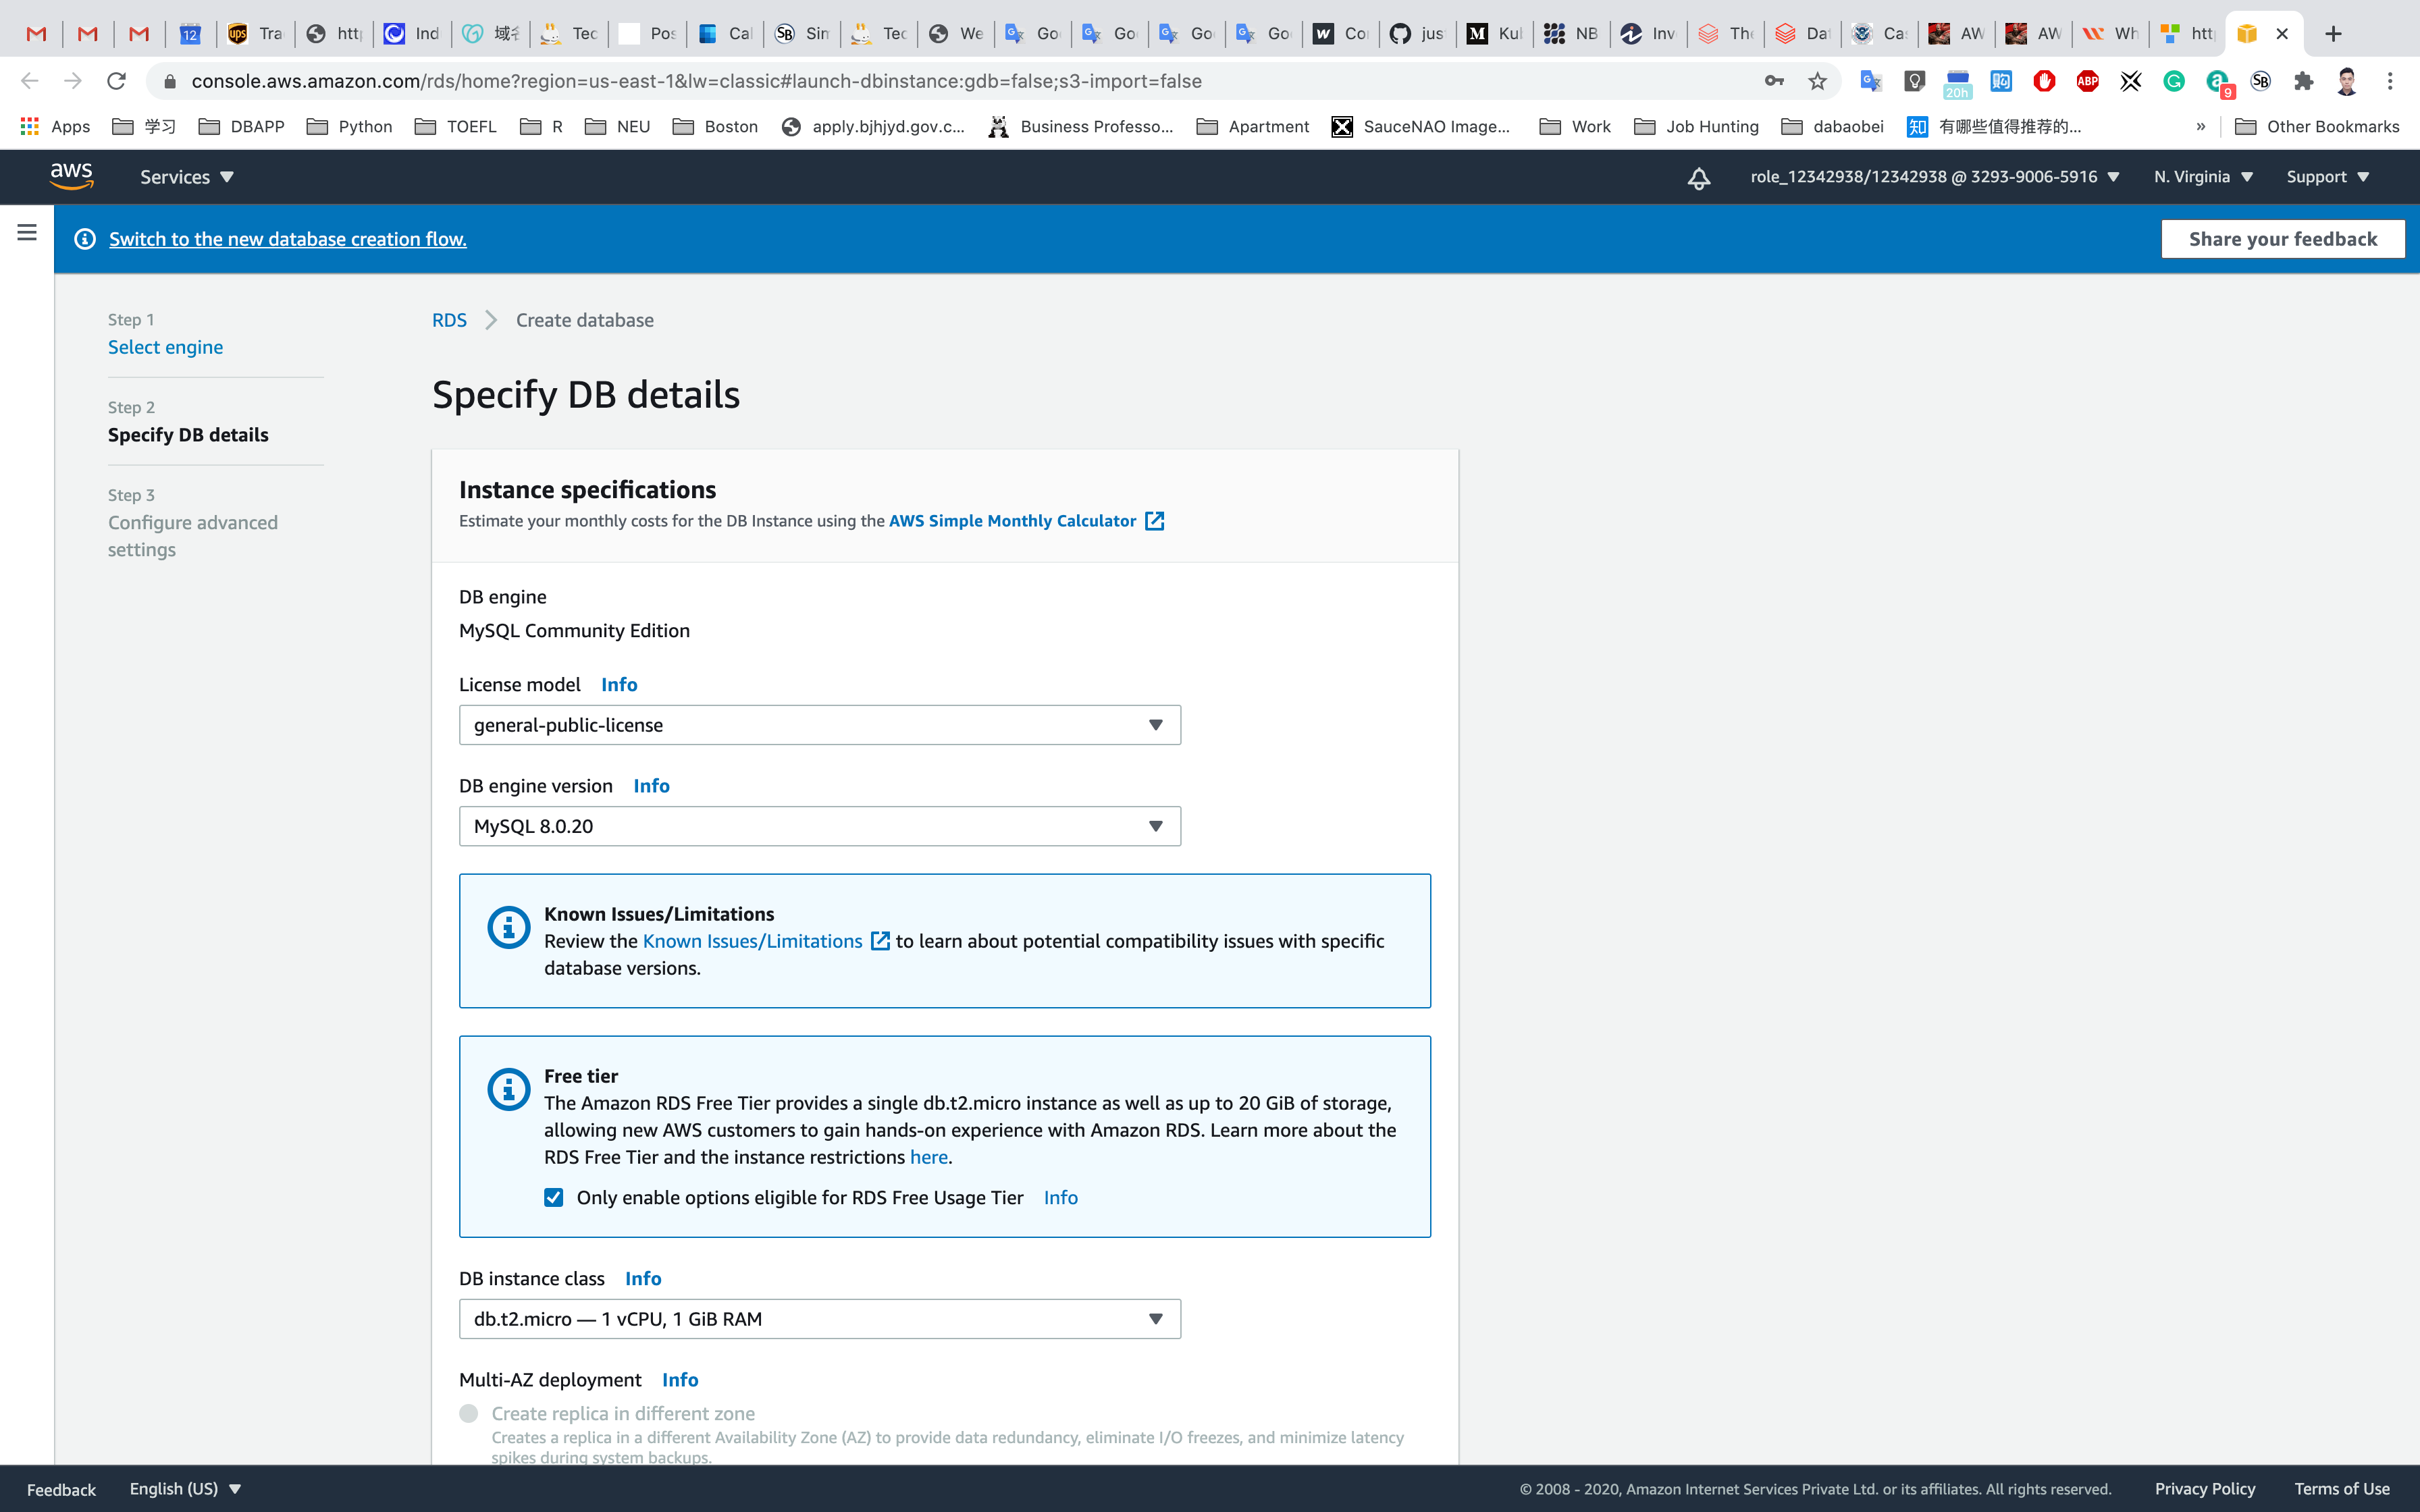 12 Tra htt Ind 域名 Tec Pos Cal Sim Tec We Goo Goo Goo Goo Cor jus Kub NB Inv The Dat Cas AW AW Wh htt
console.aws.amazon.com/rds/home?region=us-east-1&lw=classic#launch-dbinstance:gdb=false;s3-import=false
20h ABP 9
Apps 学习 DBAPP Python TOEFL R NEU Boston apply.bjhjyd.gov.c... Business Professo... Apartment SauceNAO Image... Work Job Hunting dabaobei 知 有哪些值得推荐的... » Other Bookmarks
aws Services role_12342938/12342938 @ 3293-9006-5916 N. Virginia Support
Switch to the new database creation flow. Share your feedback
Step 1
Select engine
Step 2
Specify DB details
Step 3
Configure advanced
settings
RDS Create database
Specify DB details
Instance specifications
Estimate your monthly costs for the DB Instance using the AWS Simple Monthly Calculator
DB engine
MySQL Community Edition
License model Info
general-public-license
DB engine version Info
MySQL 8.0.20
Known Issues/Limitations
Review the Known Issues/Limitations to learn about potential compatibility issues with specific
database versions.
Free tier
The Amazon RDS Free Tier provides a single db.t2.micro instance as well as up to 20 GiB of storage,
allowing new AWS customers to gain hands-on experience with Amazon RDS. Learn more about the
RDS Free Tier and the instance restrictions here.
Only enable options eligible for RDS Free Usage Tier Info
DB instance class Info
db.t2.micro — 1 vCPU, 1 GiB RAM
Multi-AZ deployment Info
Create replica in different zone
Creates a replica in a different Availability Zone (AZ) to provide data redundancy, eliminate I/O freezes, and minimize latency
spikes during system backups.
Feedback English (US) © 2008 - 2020, Amazon Internet Services Private Ltd. or its affiliates. All rights reserved. Privacy Policy Terms of Use